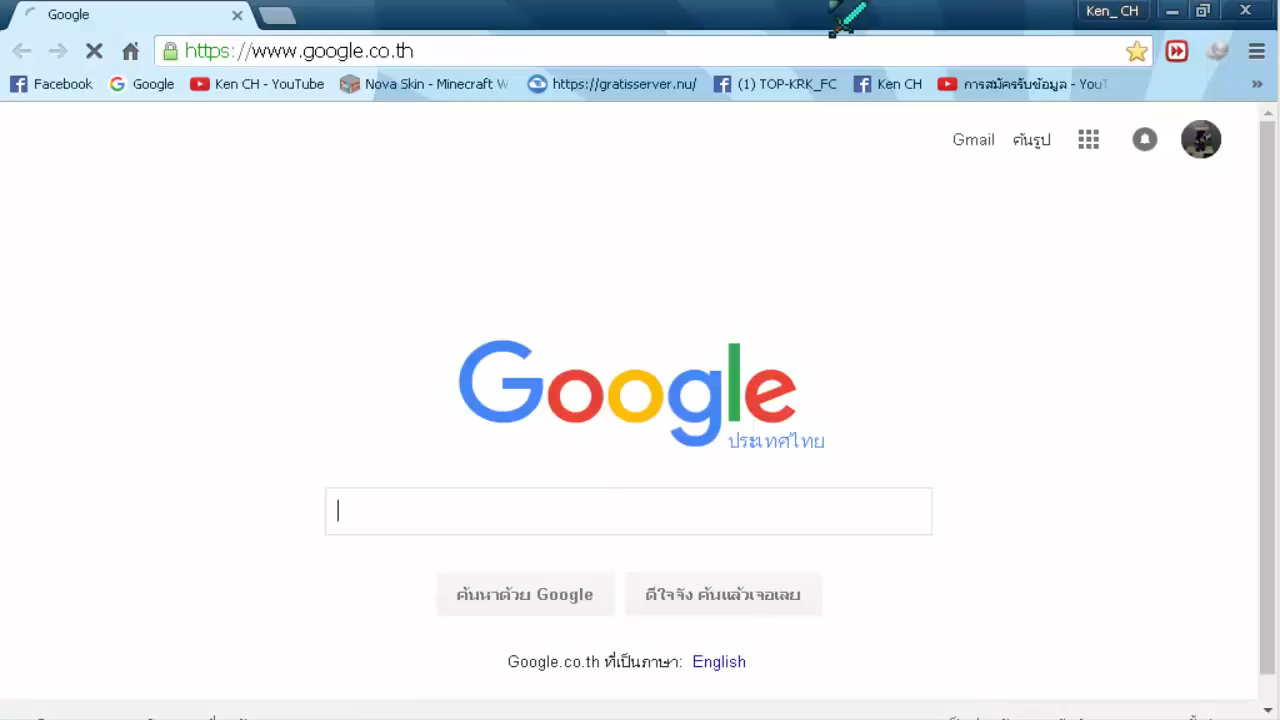 Google
Ken_ CH
https://www.google.co.th
Facebook Google Ken CH - YouTube Nova Skin - Minecraft W https://gratisserver.nu/ (1) TOP-KRK_FC Ken CH การสมัครรับข้อมูล - YouT
Gmail ค้นรูป
Google
ประเทศไทย
ค้นหาด้วย Google ดีใจจัง ค้นแล้วเจอเลย
Google.co.th ที่เป็นภาษา: English